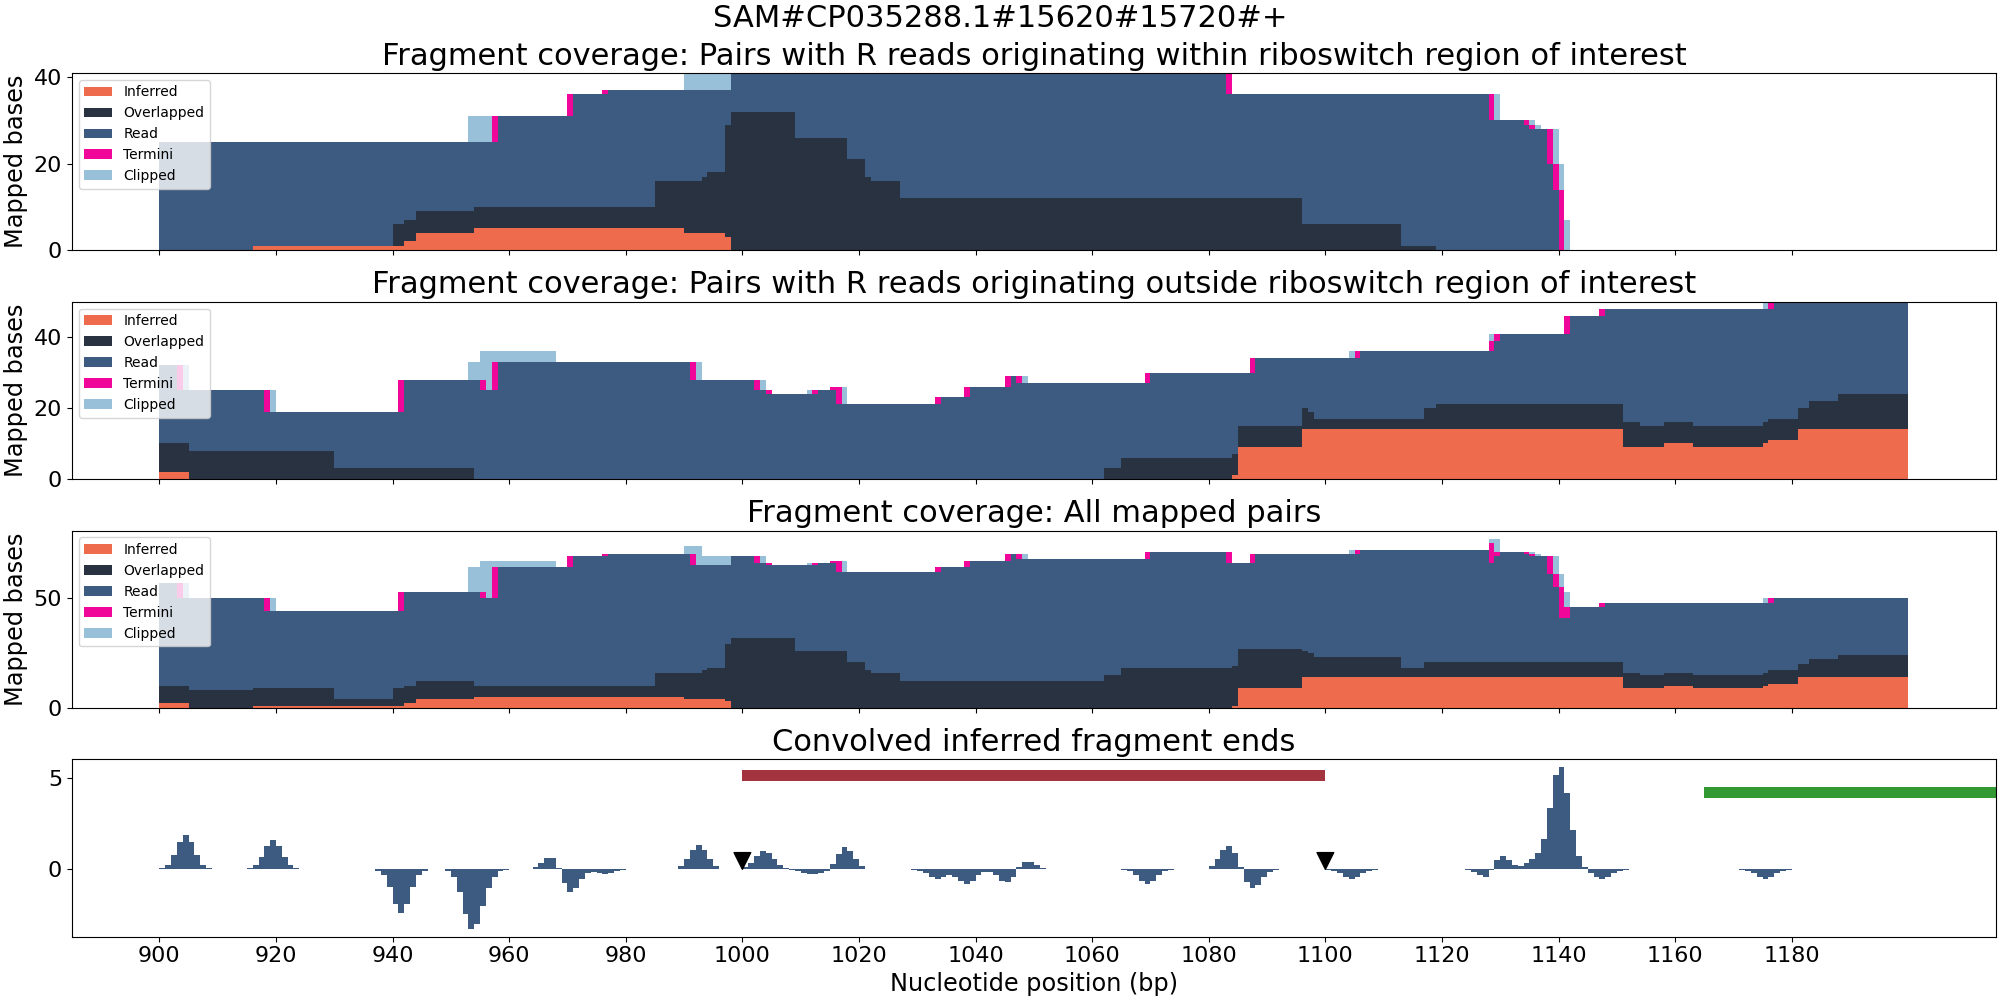 SAM#CP035288.1#15620#15720#+
Fragment coverage: Pairs with R reads originating within riboswitch region of interest
Mapped bases
40
20
0
Inferred
Overlapped
Read
Termini
Clipped
Fragment coverage: Pairs with R reads originating outside riboswitch region of interest
Mapped bases
40
20
0
Inferred
Overlapped
Read
Termini
Clipped
Fragment coverage: All mapped pairs
Mapped bases
50
0
Inferred
Overlapped
Read
Termini
Clipped
Convolved inferred fragment ends
5
0
900 920 940 960 980 1000 1020 1040 1060 1080 1100 1120 1140 1160 1180
Nucleotide position (bp)